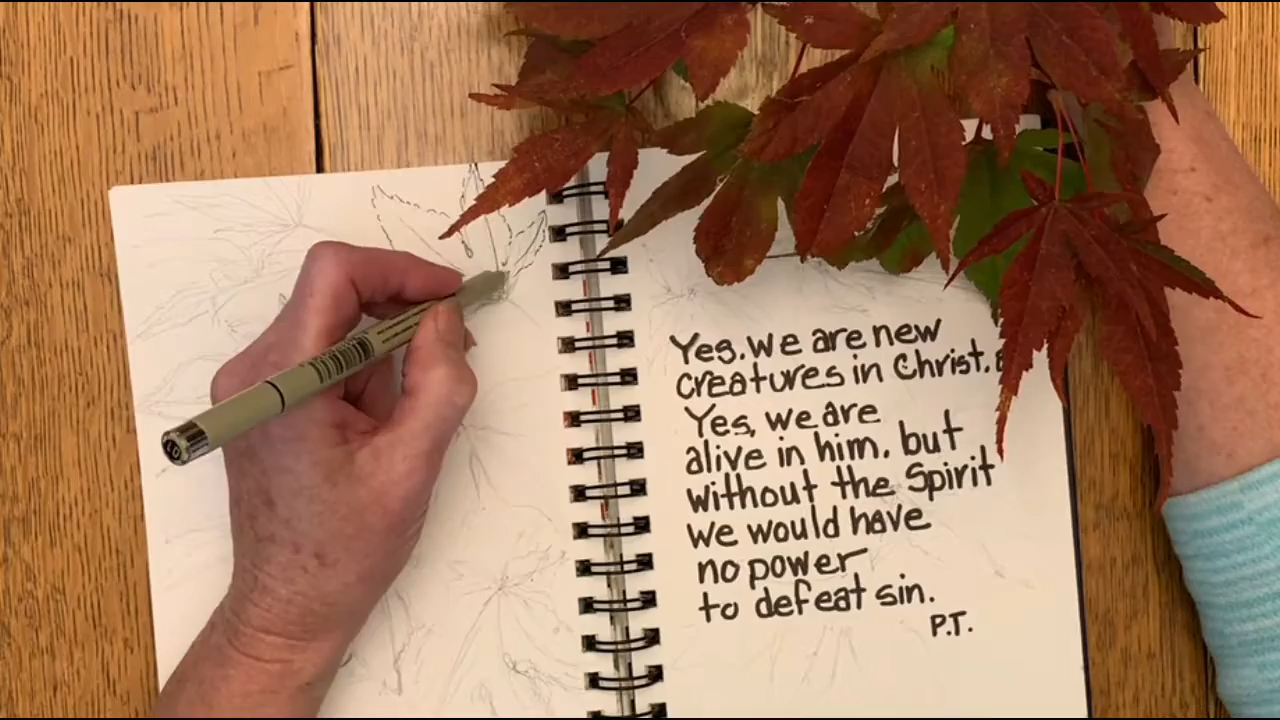 Yes. we are new
creatures in Christ.
Yes, we are
alive in him. but
without the Spirit
we would have
no power
to defeat sin.
P.T.
01